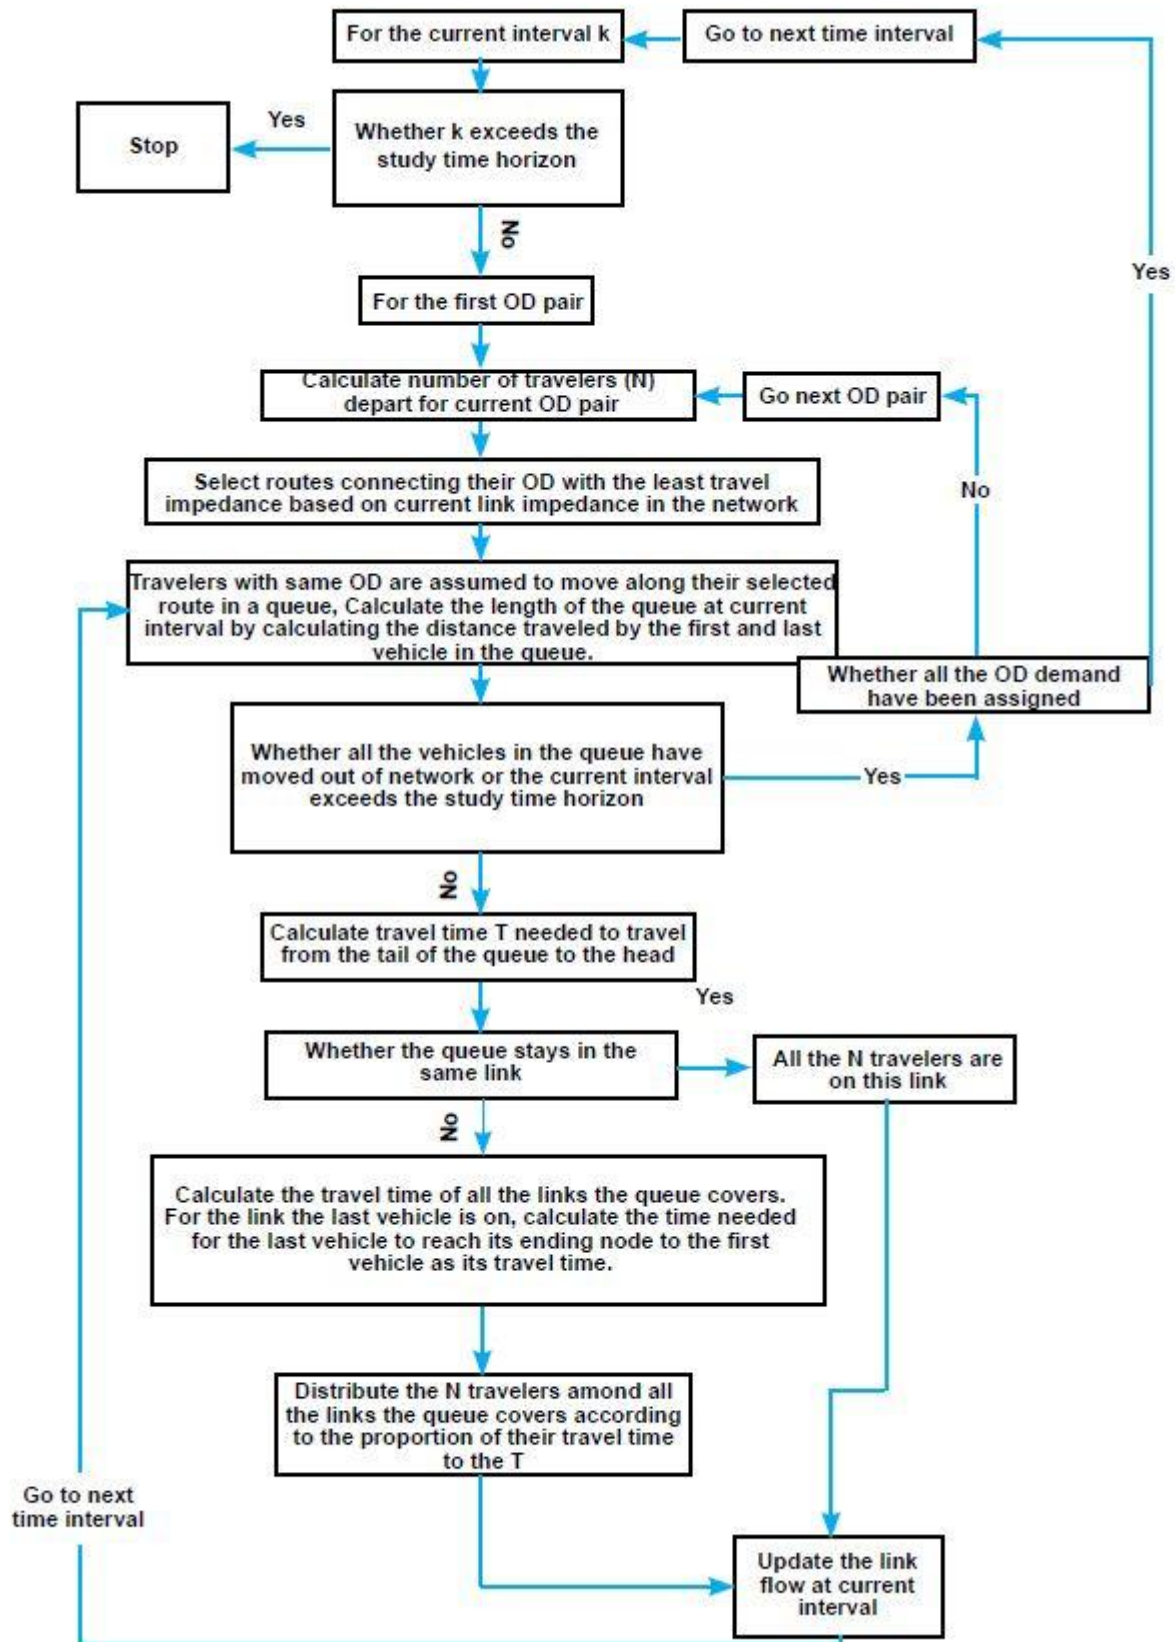 For the current interval k
Go to next time interval
Yes
Stop
Whether k exceeds the
study time horizon
No
Yes
For the first OD pair
Calculate number of travelers (N)
depart for current OD pair
Go next OD pair
Select routes connecting their OD with the least travel
impedance based on current link impedance in the network
No
Travelers with same OD are assumed to move along their selected
route in a queue, Calculate the length of the queue at current
interval by calculating the distance traveled by the first and last
vehicle in the queue.
Whether all the OD demand
have been assigned
Whether all the vehicles in the queue have
moved out of network or the current interval
exceeds the study time horizon
Yes
No
Calculate travel time T needed to travel
from the tail of the queue to the head
Yes
Whether the queue stays in the
same link
All the N travelers are
on this link
No
Calculate the travel time of all the links the queue covers.
For the link the last vehicle is on, calculate the time needed
for the last vehicle to reach its ending node to the first
vehicle as its travel time.
Distribute the N travelers amond all
the links the queue covers according
to the proportion of their travel time
to the T
Go to next
time interval
Update the link
flow at current
interval